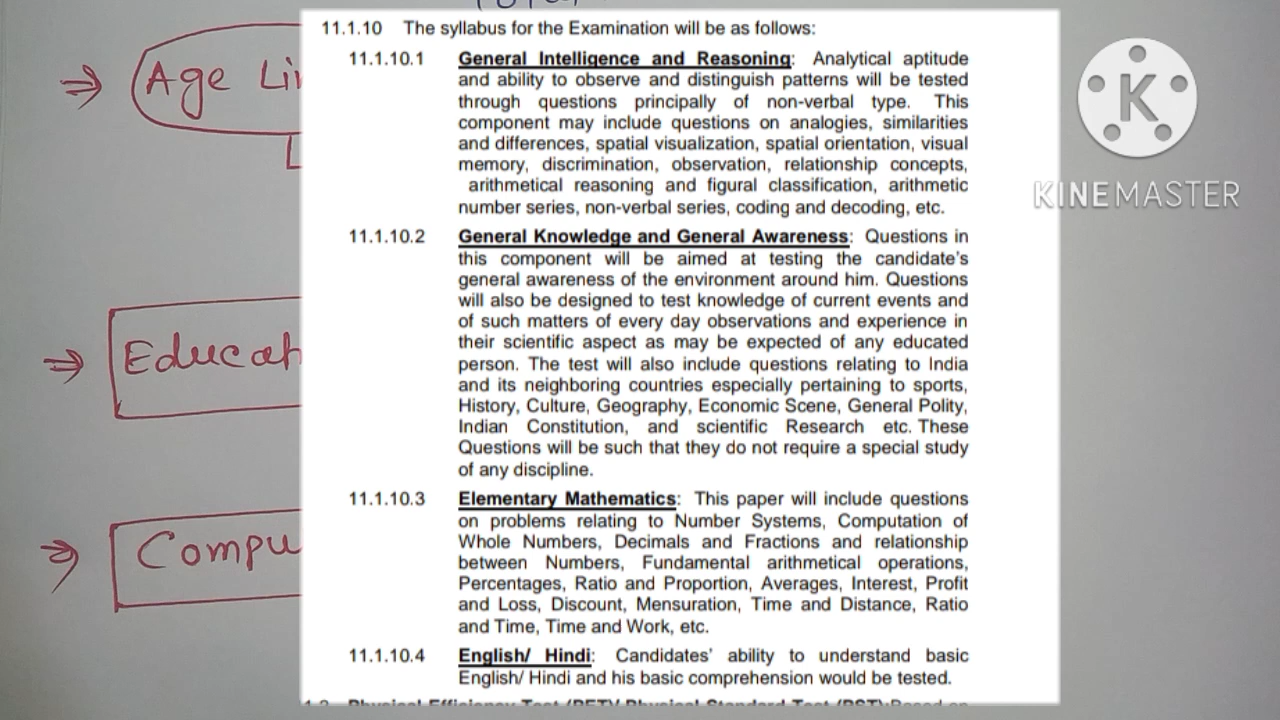 11.1.10 The syllabus for the Examination will be as follows:
11.1.10.1 General Intelligence and Reasoning: Analytical aptitude
and ability to observe and distinguish patterns will be tested
through questions principally of non-verbal type. This
component may include questions on analogies, similarities
and differences, spatial visualization, spatial orientation, visual
memory, discrimination, observation, relationship concepts,
arithmetical reasoning and figural classification, arithmetic
number series, non-verbal series, coding and decoding, etc.
11.1.10.2 General Knowledge and General Awareness: Questions in
this component will be aimed at testing the candidate's
general awareness of the environment around him. Questions
will also be designed to test knowledge of current events and
of such matters of every day observations and experience in
their scientific aspect as may be expected of any educated
person. The test will also include questions relating to India
and its neighboring countries especially pertaining to sports,
History, Culture, Geography, Economic Scene, General Polity,
Indian Constitution, and scientific Research etc. These
Questions will be such that they do not require a special study
of any discipline.
11.1.10.3 Elementary Mathematics: This paper will include questions
on problems relating to Number Systems, Computation of
Whole Numbers, Decimals and Fractions and relationship
between Numbers, Fundamental arithmetical operations,
Percentages, Ratio and Proportion, Averages, Interest, Profit
and Loss, Discount, Mensuration, Time and Distance, Ratio
and Time, Time and Work, etc.
11.1.10.4 English/ Hindi: Candidates' ability to understand basic
English/ Hindi and his basic comprehension would be tested.
Physical Efficiency Test (PET)/ Physical Standard Test (PST):Based on
⇒ Age Li
⇒ Educat
⇒ Compu
K
KINEMASTER